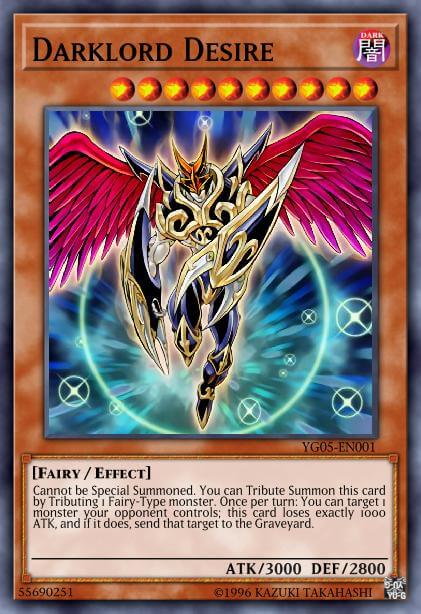 Darklord Desire
DARK
闇
YG05-EN001
[Fairy / Effect]
Cannot be Special Summoned. You can Tribute Summon this card
by Tributing 1 Fairy-Type monster. Once per turn: You can target 1
monster your opponent controls; this card loses exactly 1000
ATK, and if it does, send that target to the Graveyard.
ATK/3000 DEF/2800
55690251
©1996 KAZUKI TAKAHASHI